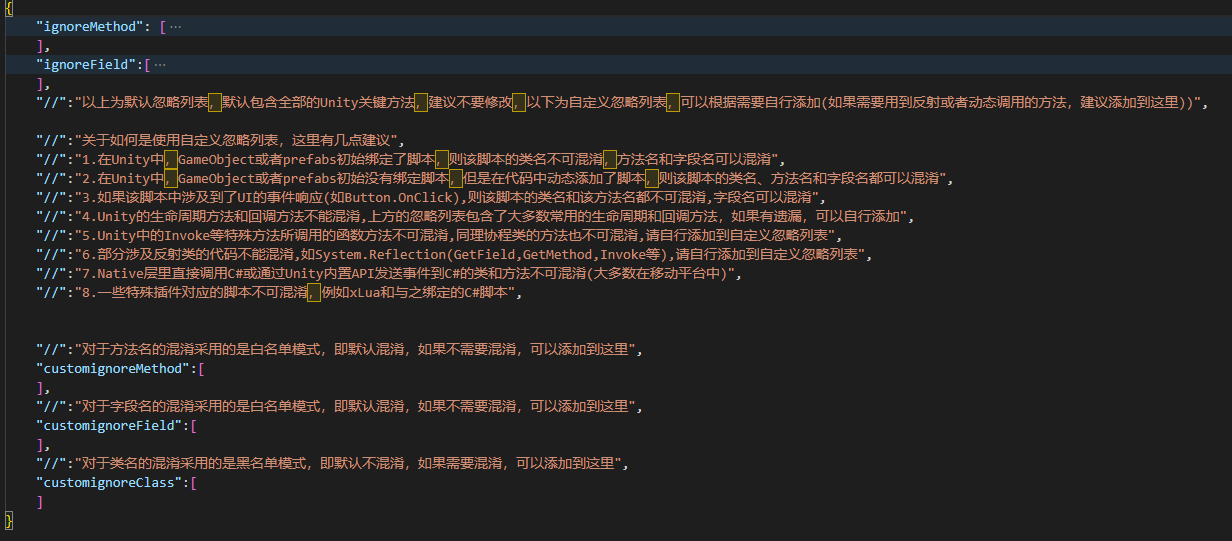 {
"ignoreMethod": [ ···
],
"ignoreField":[ ···
],
"//":"以上为默认忽略列表，默认包含全部的Unity关键方法，建议不要修改，以下为自定义忽略列表，可以根据需要自行添加(如果需要用到反射或者动态调用的方法，建议添加到这里))",
"//":"关于如何是使用自定义忽略列表，这里有几点建议",
"//":"1.在Unity中，GameObject或者prefabs初始绑定了脚本，则该脚本的类名不可混淆，方法名和字段名可以混淆",
"//":"2.在Unity中，GameObject或者prefabs初始没有绑定脚本，但是在代码中动态添加了脚本，则该脚本的类名、方法名和字段名都可以混淆",
"//":"3.如果该脚本中涉及到了UI的事件响应(如Button.OnClick),则该脚本的类名和该方法名都不可混淆,字段名可以混淆",
"//":"4.Unity的生命周期方法和回调方法不能混淆,上方的忽略列表包含了大多数常用的生命周期和回调方法，如果有遗漏，可以自行添加",
"//":"5.Unity中的Invoke等特殊方法所调用的函数方法不可混淆,同理协程类的方法也不可混淆,请自行添加到自定义忽略列表",
"//":"6.部分涉及反射类的代码不能混淆,如System.Reflection(GetField,GetMethod,Invoke等),请自行添加到自定义忽略列表",
"//":"7.Native层里直接调用C#或通过Unity内置API发送事件到C#的类和方法不可混淆(大多数在移动平台中)",
"//":"8.一些特殊插件对应的脚本不可混淆，例如xLua和与之绑定的C#脚本",
"//":"对于方法名的混淆采用的是白名单模式，即默认混淆，如果不需要混淆，可以添加到这里",
"customignoreMethod":[
],
"//":"对于字段名的混淆采用的是白名单模式，即默认混淆，如果不需要混淆，可以添加到这里",
"customignoreField":[
],
"//":"对于类名的混淆采用的是黑名单模式，即默认不混淆，如果需要混淆，可以添加到这里",
"customignoreClass":[
]
}